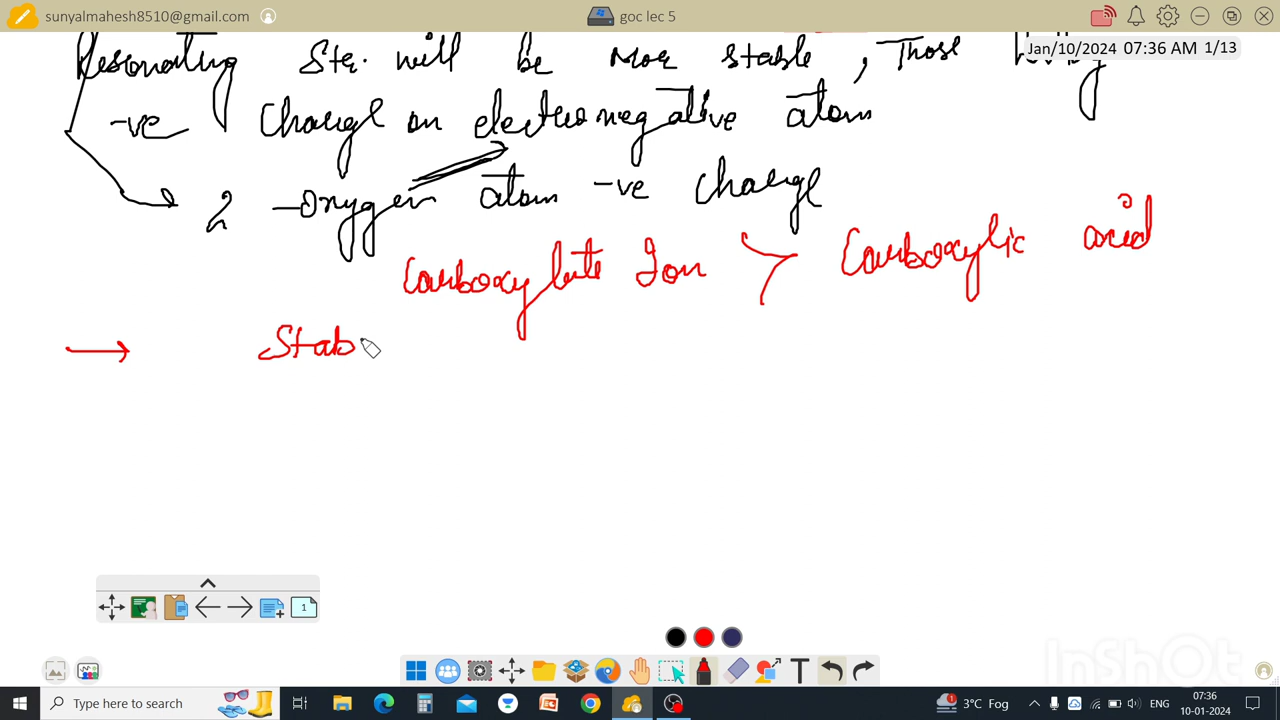 sunyalmahesh8510@gmail.com
goc lec 5
Jan/10/2024 07:36 AM 1/13
Resonating Str. will be More stable, Those having
-ve Charge on electronegative atom
2 -Oxygen atom -ve Charge
Carboxylate Ion > Carboxylic acid
→ Stab
1
InShOt
Type here to search
3°C Fog
ENG
07:36
10-01-2024